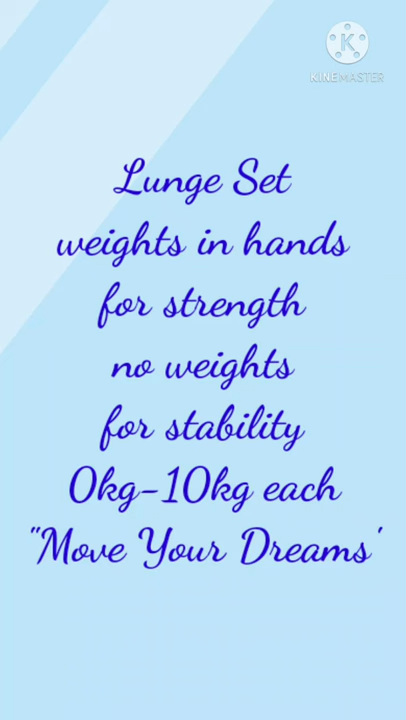 K
KINEMASTER
Lunge Set
weights in hands
for strength
no weights
for stability
0kg-10kg each
"Move Your Dreams'